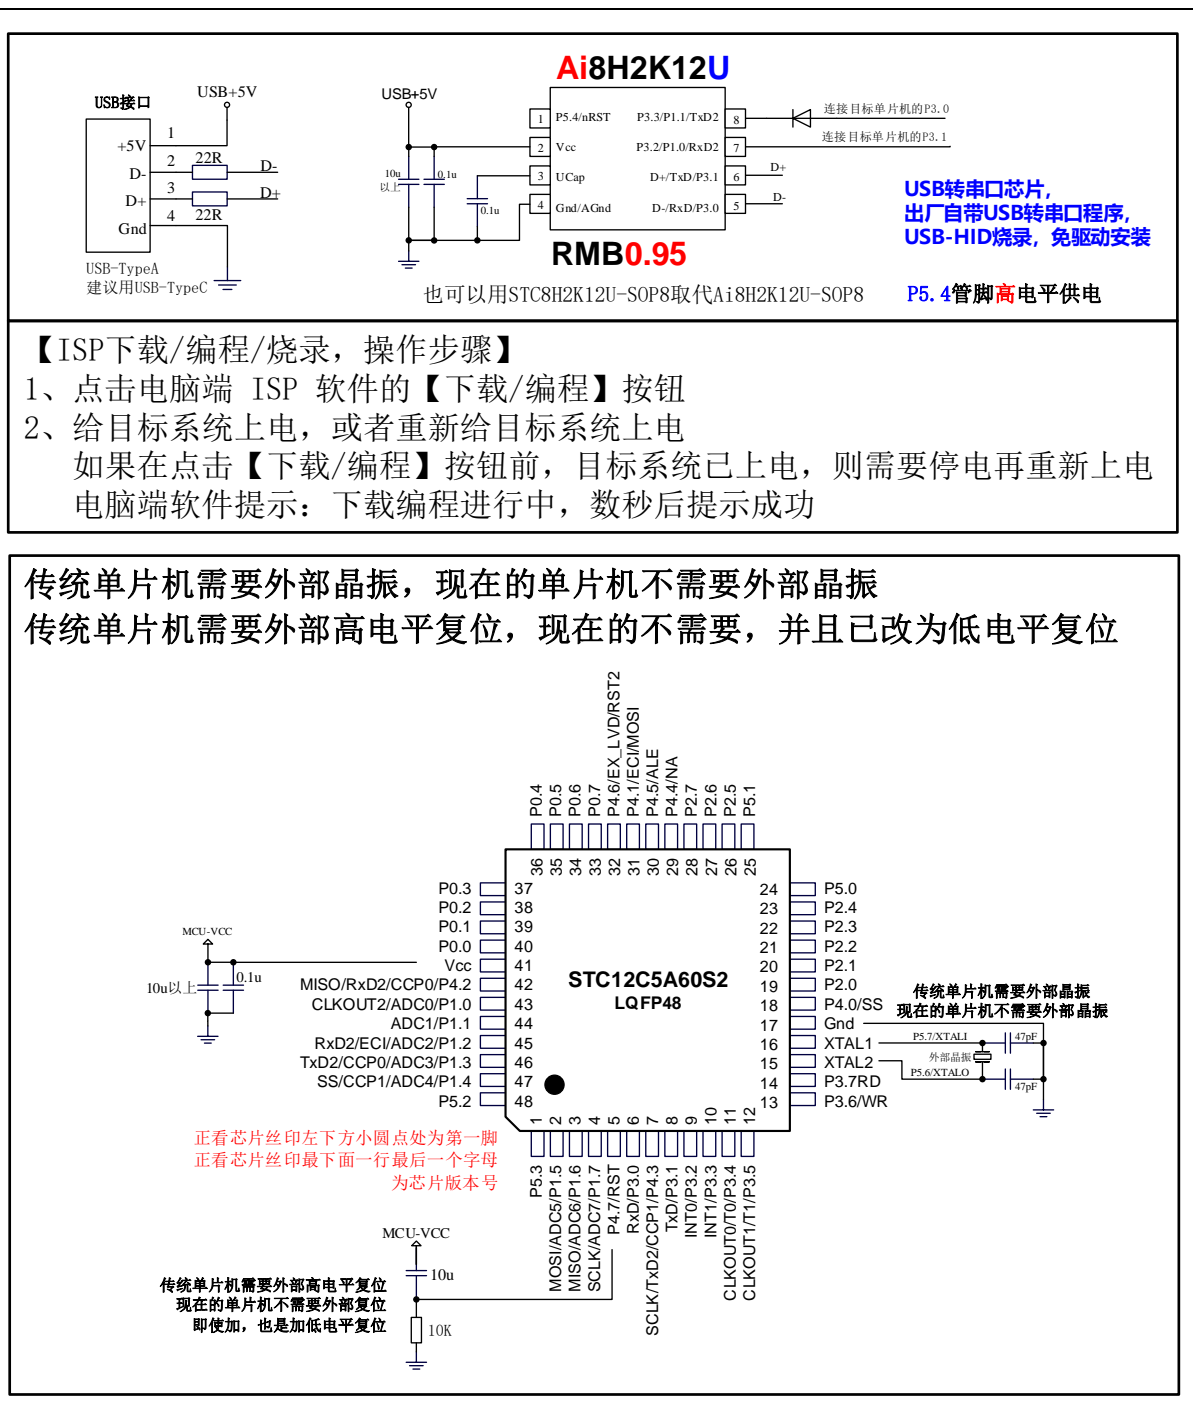 Ai8H2K12U
USB接口
USB+5V
+5V
1
D-
2
22R
D-
D+
3
D+
Gnd
4
22R
USB-TypeA
建议用USB-TypeC
USB+5V
10u
以上
0.1u
0.1u
1 P5.4/nRST P3.3/P1.1/TxD2 8
2 Vcc P3.2/P1.0/RxD2 7
3 UCap D+/TxD/P3.1 6
4 Gnd/AGnd D-/RxD/P3.0 5
连接目标单片机的P3.0
连接目标单片机的P3.1
D+
D-
RMB0.95
USB转串口芯片，
出厂自带USB转串口程序，
USB-HID烧录，免驱动安装
也可以用STC8H2K12U-SOP8取代Ai8H2K12U-SOP8
P5.4管脚高电平供电
【ISP下载/编程/烧录，操作步骤】
1、点击电脑端 ISP 软件的【下载/编程】按钮
2、给目标系统上电，或者重新给目标系统上电
如果在点击【下载/编程】按钮前，目标系统已上电，则需要停电再重新上电
电脑端软件提示：下载编程进行中，数秒后提示成功
传统单片机需要外部晶振，现在的单片机不需要外部晶振
传统单片机需要外部高电平复位，现在的不需要，并且已改为低电平复位
P0.4
P0.5
P0.6
P0.7
P4.6/EX_LVD/RST2
P4.1/ECI/MOSI
P4.5/ALE
P4.4/NA
P2.7
P2.6
P2.5
P5.1
36 35 34 33 32 31 30 29 28 27 26 25
P0.3 37
P0.2 38
P0.1 39
P0.0 40
Vcc 41
MISO/RxD2/CCP0/P4.2 42
CLKOUT2/ADC0/P1.0 43
ADC1/P1.1 44
RxD2/ECI/ADC2/P1.2 45
TxD2/CCP0/ADC3/P1.3 46
SS/CCP1/ADC4/P1.4 47
P5.2 48
MCU-VCC
10u以上
0.1u
STC12C5A60S2
LQFP48
24 P5.0
23 P2.4
22 P2.3
21 P2.2
20 P2.1
19 P2.0
18 P4.0/SS
17 Gnd
16 XTAL1
15 XTAL2
14 P3.7RD
13 P3.6/WR
传统单片机需要外部晶振
现在的单片机不需要外部晶振
P5.7/XTALI
47pF
外部晶振
P5.6/XTALO
47pF
1 2 3 4 5 6 7 8 9 10 11 12
P5.3
MOSI/ADC5/P1.5
MISO/ADC6/P1.6
SCLK/ADC7/P1.7
P4.7/RST
RxD/P3.0
SCLK/TxD2/CCP1/P4.3
TxD/P3.1
INT0/P3.2
INT1/P3.3
CLKOUT0/T0/P3.4
CLKOUT1/T1/P3.5
正看芯片丝印左下方小圆点处为第一脚
正看芯片丝印最下面一行最后一个字母
为芯片版本号
MCU-VCC
10u
传统单片机需要外部高电平复位
现在的单片机不需要外部复位
即使加，也是加低电平复位
10K